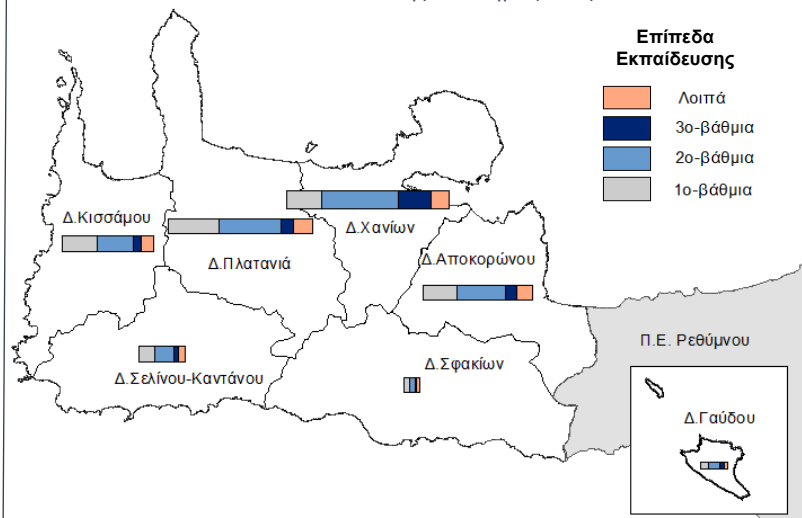 Επίπεδα
Εκπαίδευσης
Λοιπά
3ο-βάθμια
2ο-βάθμια
1ο-βάθμια
Δ.Κισσάμου
Δ.Χανίων
Δ.Πλατανιά
Δ.Αποκορώνου
Π.Ε. Ρεθύμνου
Δ.Σελίνου-Καντάνου
Δ.Σφακίων
Δ.Γαύδου